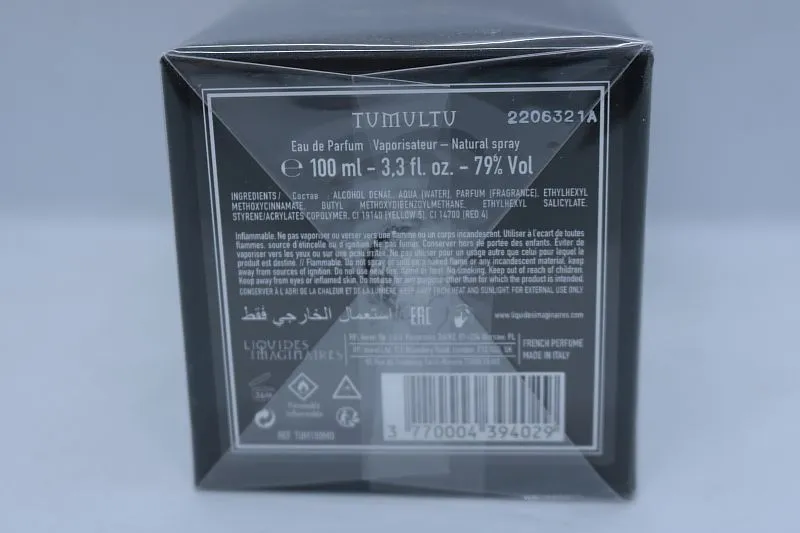 TUMULTU
2206321A
Eau de Parfum Vaporisateur – Natural spray
℮ 100 ml - 3,3 fl. oz. - 79% Vol
INGREDIENTS / Состав ALCOHOL DENAT, AQUA (WATER), PARFUM (FRAGRANCE), ETHYLHEXYL
METHOXYCINNAMATE, BUTYL METHOXYDIBENZOYLMETHANE, ETHYLHEXYL SALICYLATE,
STYRENE/ACRYLATES COPOLYMER, CI 19140 (YELLOW 5), CI 14700 (RED 4)
Inflammable. Ne pas vaporiser ou verser vers une flamme ou un corps incandescent. Utiliser à l'ecart de toutes
flammes, source d'étincelle ou d'ignition. Ne pas fumer. Conserver hors de portée des enfants. Éviter de
vaporiser vers les yeux ou sur une peau irritée. Ne pas utiliser pour un usage autre que celui pour lequel le
produit est destiné. // Flammable. Do not spray or spill on a naked flame or any incandescent material, keep
away from sources of ignition. Do not use near fire, flame or heat. No smoking. Keep out of reach of children.
Keep away from eyes or inflamed skin. Do not use for any purpose other than for which the product is intended.
CONSERVER À L'ABRI DE LA CHALEUR ET DE LA LUMIÈRE KEEP AWAY FROM HEAT AND SUNLIGHT. FOR EXTERNAL USE ONLY
استعمال الخارجي فقط
EAC
www.liquidesimaginaires.com
LIQUIDES
IMAGINAIRES
Warsaw, PL
London
UK
FRENCH PERFUME
MADE IN ITALY
36M
REF. TUM100MO
3 770004 394029